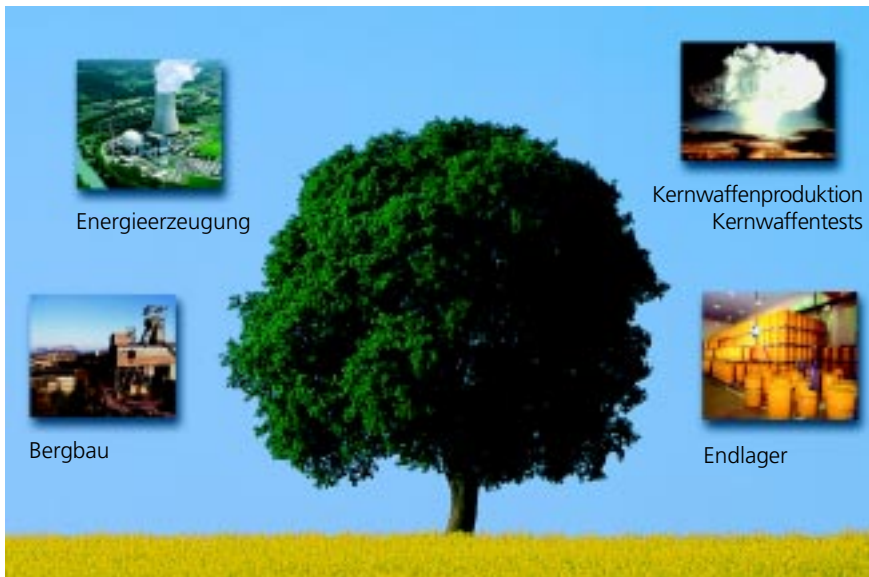 Energieerzeugung
Kernwaffenproduktion
Kernwaffentests
Bergbau
Endlager